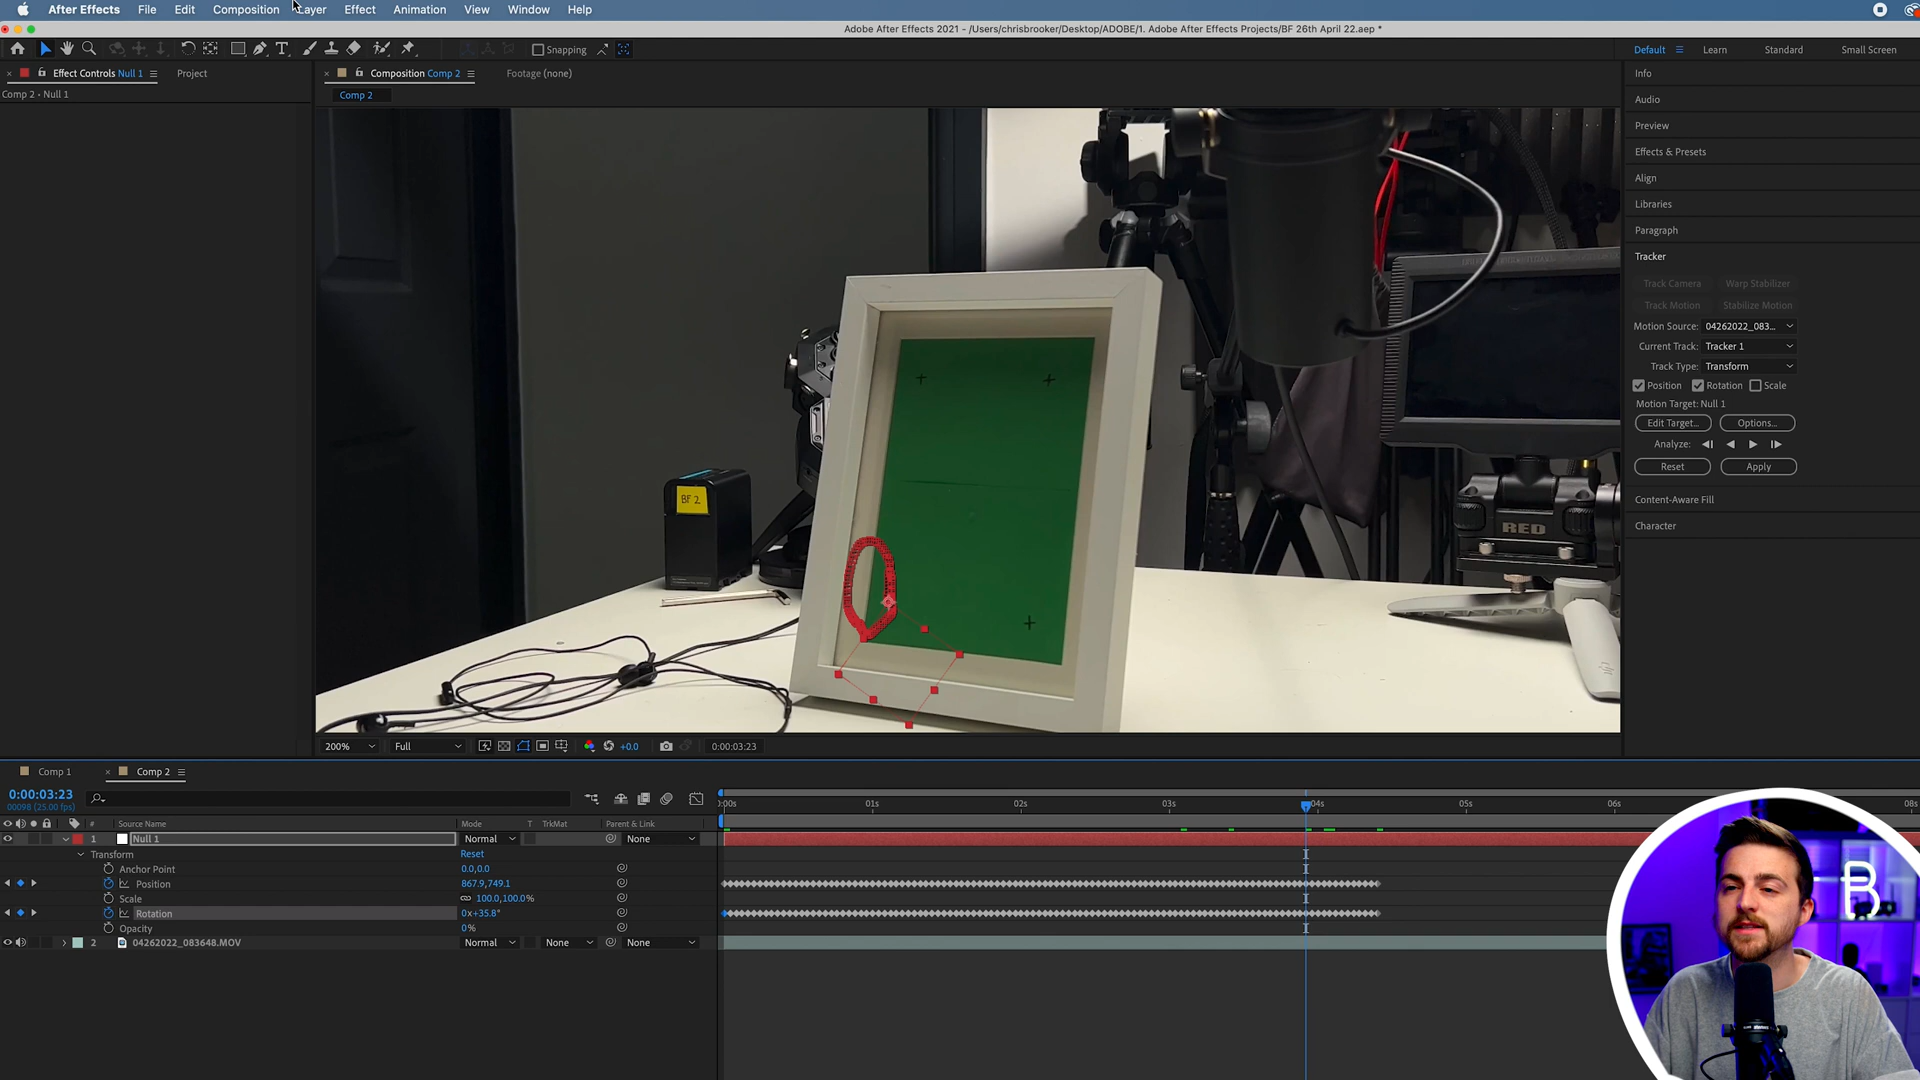 After Effects File Edit Composition Layer Effect Animation View Window Help
Adobe After Effects 2021 - /Users/chrisbrooker/Desktop/ADOBE/1. Adobe After Effects Projects/BF 26th April 22.aep *
Snapping
Default Learn Standard Small Screen
Effect Controls Null 1 Project
Composition Comp 2 Footage (none)
Comp 2 • Null 1
Comp 2
Info
Audio
Preview
Effects & Presets
Align
Libraries
Paragraph
Tracker
Track Camera Warp Stabilizer
Track Motion Stabilize Motion
Motion Source: 04262022_083...
Current Track: Tracker 1
Track Type: Transform
Position Rotation Scale
Motion Target: Null 1
Edit Target... Options...
Analyze:
Reset Apply
Content-Aware Fill
Character
BF 2
RED
200% Full +0.0 0:00:03:23
Comp 1 Comp 2
0:00:03:23
00098 (25.00 fps)
:00s 01s 02s 03s 04s 05s 06s 08s
# Source Name Mode T TrkMat Parent & Link
1 Null 1 Normal None
Transform Reset
Anchor Point 0.0,0.0
Position 867.9,749.1
Scale 100.0,100.0%
Rotation 0x+35.8°
Opacity 0%
2 04262022_083648.MOV Normal None None
B